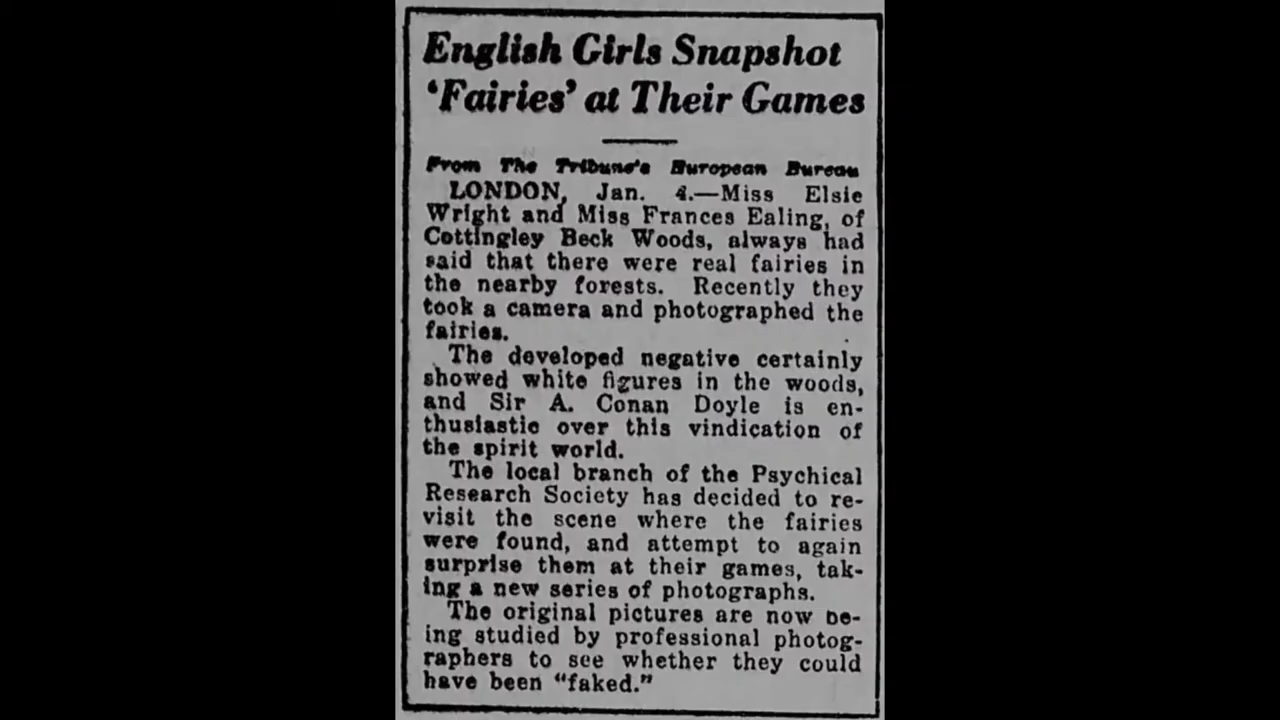 English Girls Snapshot
'Fairies' at Their Games
From The Tribune's European Bureau
LONDON, Jan. 4.—Miss Elsie
Wright and Miss Frances Ealing, of
Cottingley Beck Woods, always had
said that there were real fairies in
the nearby forests. Recently they
took a camera and photographed the
fairies.
The developed negative certainly
showed white figures in the woods,
and Sir A. Conan Doyle is en-
thusiastic over this vindication of
the spirit world.
The local branch of the Psychical
Research Society has decided to re-
visit the scene where the fairies
were found, and attempt to again
surprise them at their games, tak-
ing a new series of photographs.
The original pictures are now be-
ing studied by professional photog-
raphers to see whether they could
have been "faked."